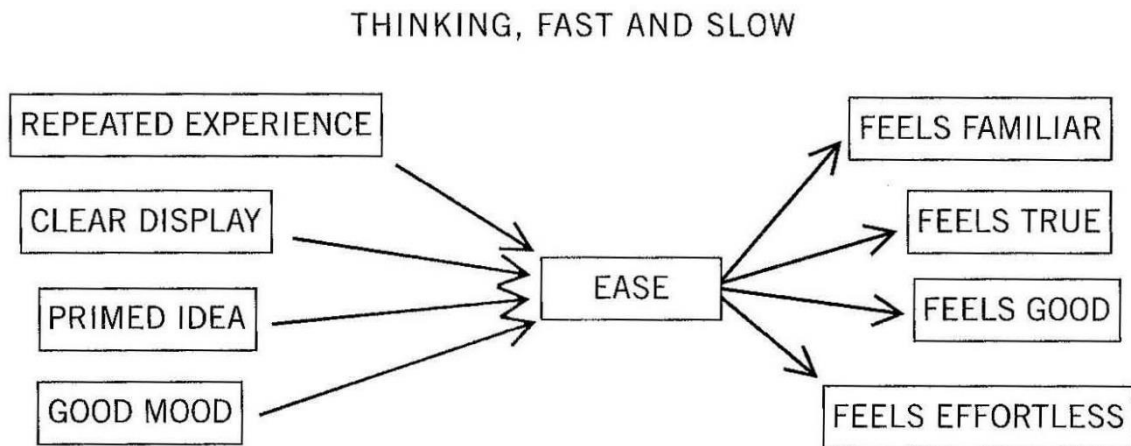 THINKING, FAST AND SLOW
REPEATED EXPERIENCE
CLEAR DISPLAY
PRIMED IDEA
GOOD MOOD
EASE
FEELS FAMILIAR
FEELS TRUE
FEELS GOOD
FEELS EFFORTLESS